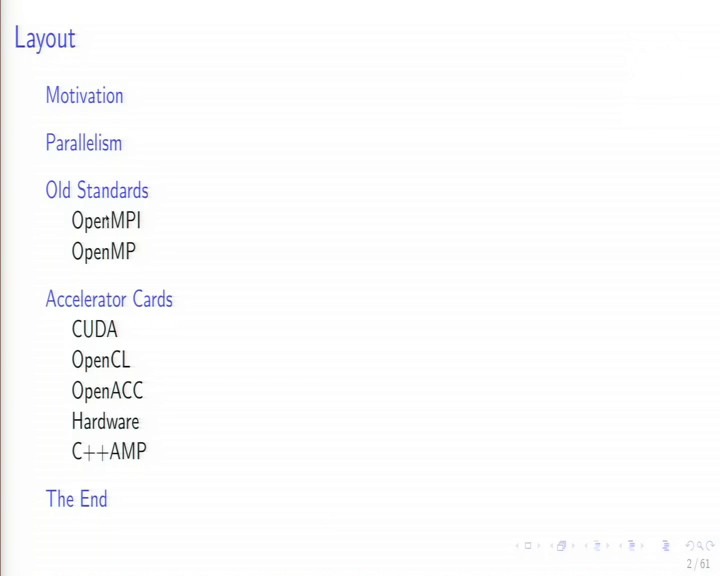 Layout
Motivation
Parallelism
Old Standards
OpenMPI
OpenMP
Accelerator Cards
CUDA
OpenCL
OpenACC
Hardware
C++AMP
The End
2 / 61